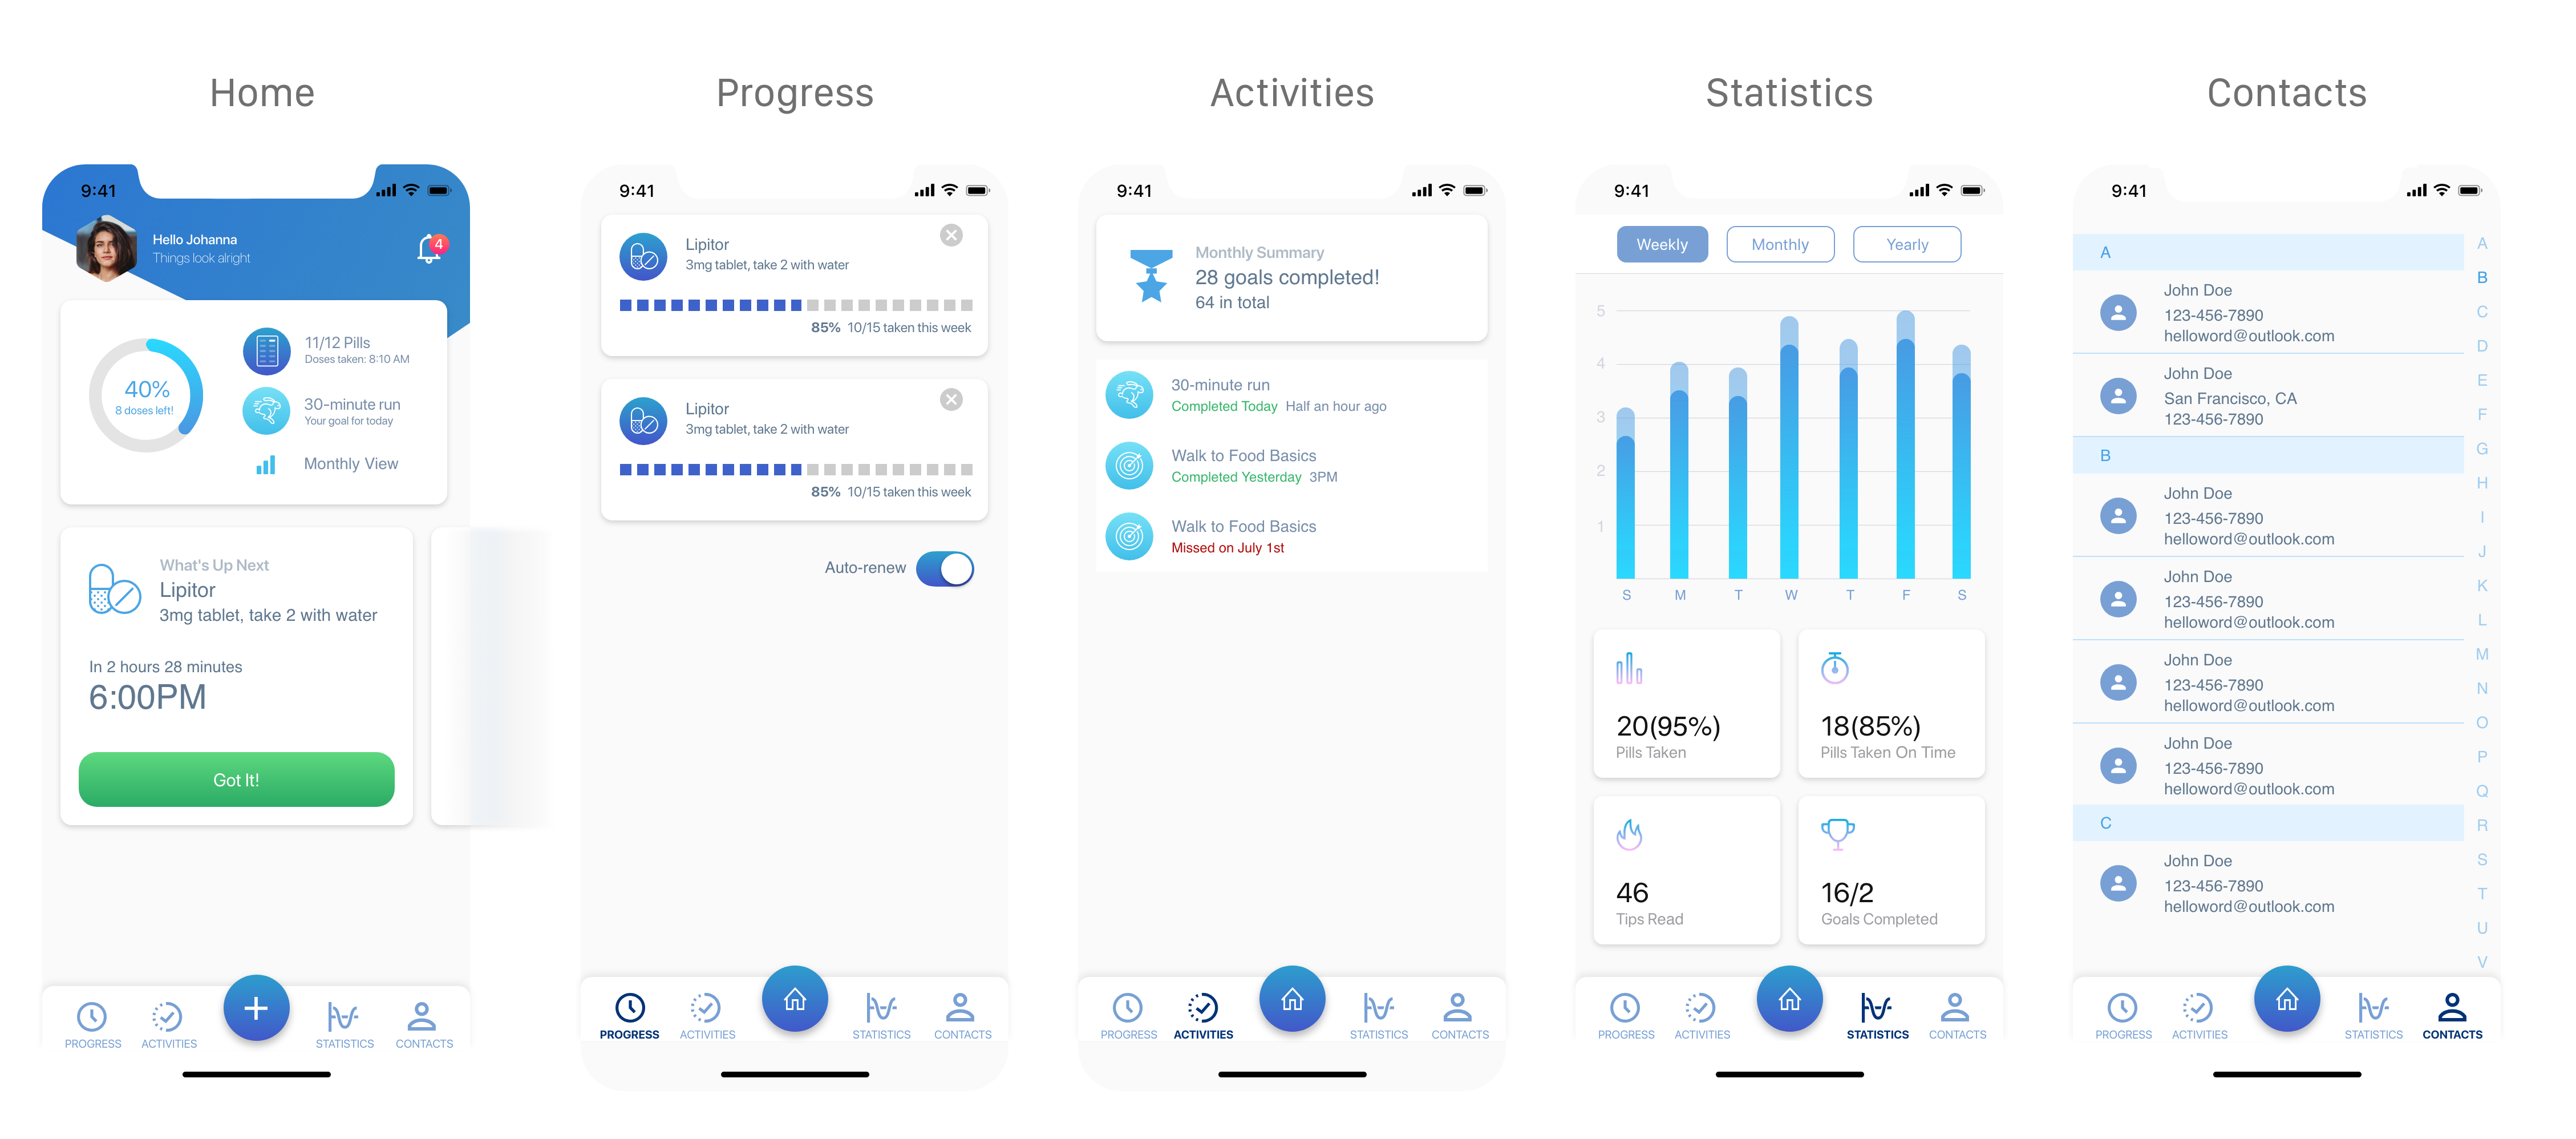 Home
Progress
Activities
Statistics
Contacts
9:41
Hello Johanna
Things look alright
4
40%
8 doses left!
11/12 Pills
Doses taken: 8:10 AM
30-minute run
Your goal for today
Monthly View
What's Up Next
Lipitor
3mg tablet, take 2 with water
In 2 hours 28 minutes
6:00PM
Got It!
PROGRESS
ACTIVITIES
STATISTICS
CONTACTS
9:41
Lipitor
3mg tablet, take 2 with water
85% 10/15 taken this week
Lipitor
3mg tablet, take 2 with water
85% 10/15 taken this week
Auto-renew
PROGRESS
ACTIVITIES
STATISTICS
CONTACTS
9:41
Monthly Summary
28 goals completed!
64 in total
30-minute run
Completed Today Half an hour ago
Walk to Food Basics
Completed Yesterday 3PM
Walk to Food Basics
Missed on July 1st
PROGRESS
ACTIVITIES
STATISTICS
CONTACTS
9:41
Weekly
Monthly
Yearly
5
4
3
2
1
S M T W T F S
20(95%)
Pills Taken
18(85%)
Pills Taken On Time
46
Tips Read
16/2
Goals Completed
PROGRESS
ACTIVITIES
STATISTICS
CONTACTS
9:41
A
John Doe
123-456-7890
helloword@outlook.com
John Doe
San Francisco, CA
123-456-7890
B
John Doe
123-456-7890
helloword@outlook.com
John Doe
123-456-7890
helloword@outlook.com
John Doe
123-456-7890
helloword@outlook.com
John Doe
123-456-7890
helloword@outlook.com
C
John Doe
123-456-7890
helloword@outlook.com
A
B
C
D
E
F
G
H
I
J
K
L
M
N
O
P
Q
R
S
T
U
V
PROGRESS
ACTIVITIES
STATISTICS
CONTACTS